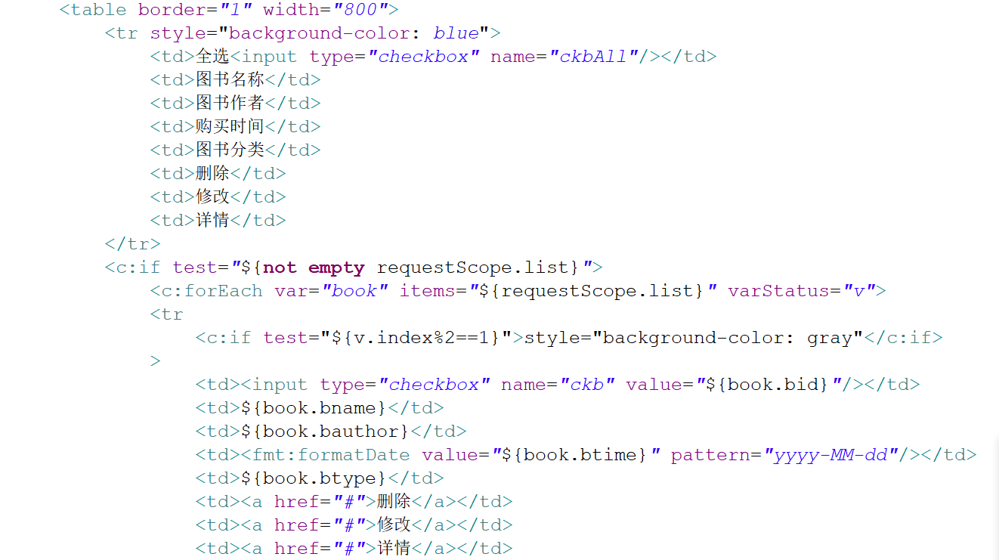 <table border="1" width="800">
<tr style="background-color: blue">
<td>全选<input type="checkbox" name="ckbAll"/></td>
<td>图书名称</td>
<td>图书作者</td>
<td>购买时间</td>
<td>图书分类</td>
<td>删除</td>
<td>修改</td>
<td>详情</td>
</tr>
<c:if test="${not empty requestScope.list}">
<c:forEach var="book" items="${requestScope.list}" varStatus="v">
<tr
<c:if test="${v.index%2==1}">style="background-color: gray"</c:if>
>
<td><input type="checkbox" name="ckb" value="${book.bid}"/></td>
<td>${book.bname}</td>
<td>${book.bauthor}</td>
<td><fmt:formatDate value="${book.btime}" pattern="yyyy-MM-dd"/></td>
<td>${book.btype}</td>
<td><a href="#">删除</a></td>
<td><a href="#">修改</a></td>
<td><a href="#">详情</a></td>